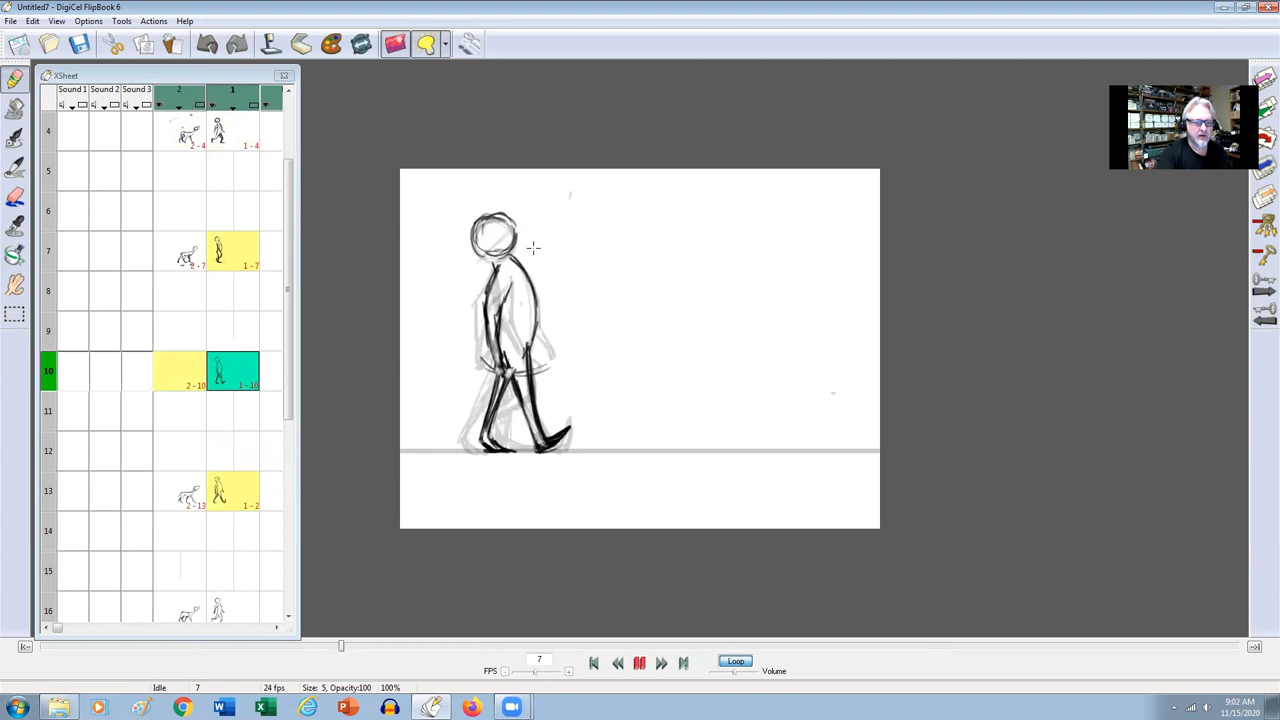 Untitled7 - DigiCel FlipBook 6
File Edit View Options Tools Actions Help
XSheet
Sound 1 Sound 2 Sound 3 2 1
4 2 - 4 1 - 4
5
6
7 2 - 7 1 - 7
8
9
10 2 - 10 1 - 10
11
12
13 2 - 13 1 - 2
14
15
16
7
FPS - + Loop Volume
Idle 7 24 fps Size: 5, Opacity:100 100%
9:02 AM
11/15/2020